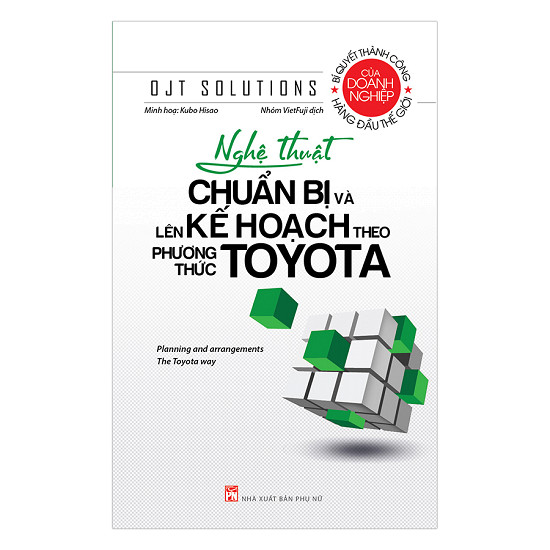 OJT SOLUTIONS
Minh hoạ: Kubo Hisao
Nhóm VietFuji dịch
BÍ QUYẾT THÀNH CÔNG
CỦA
DOANH
NGHIỆP
HÀNG ĐẦU THẾ GIỚI
Nghệ thuật
CHUẨN BỊ VÀ
LÊN KẾ HOẠCH THEO
PHƯƠNG THỨC TOYOTA
Planning and arrangements
The Toyota way
PN
NHÀ XUẤT BẢN PHỤ NỮ